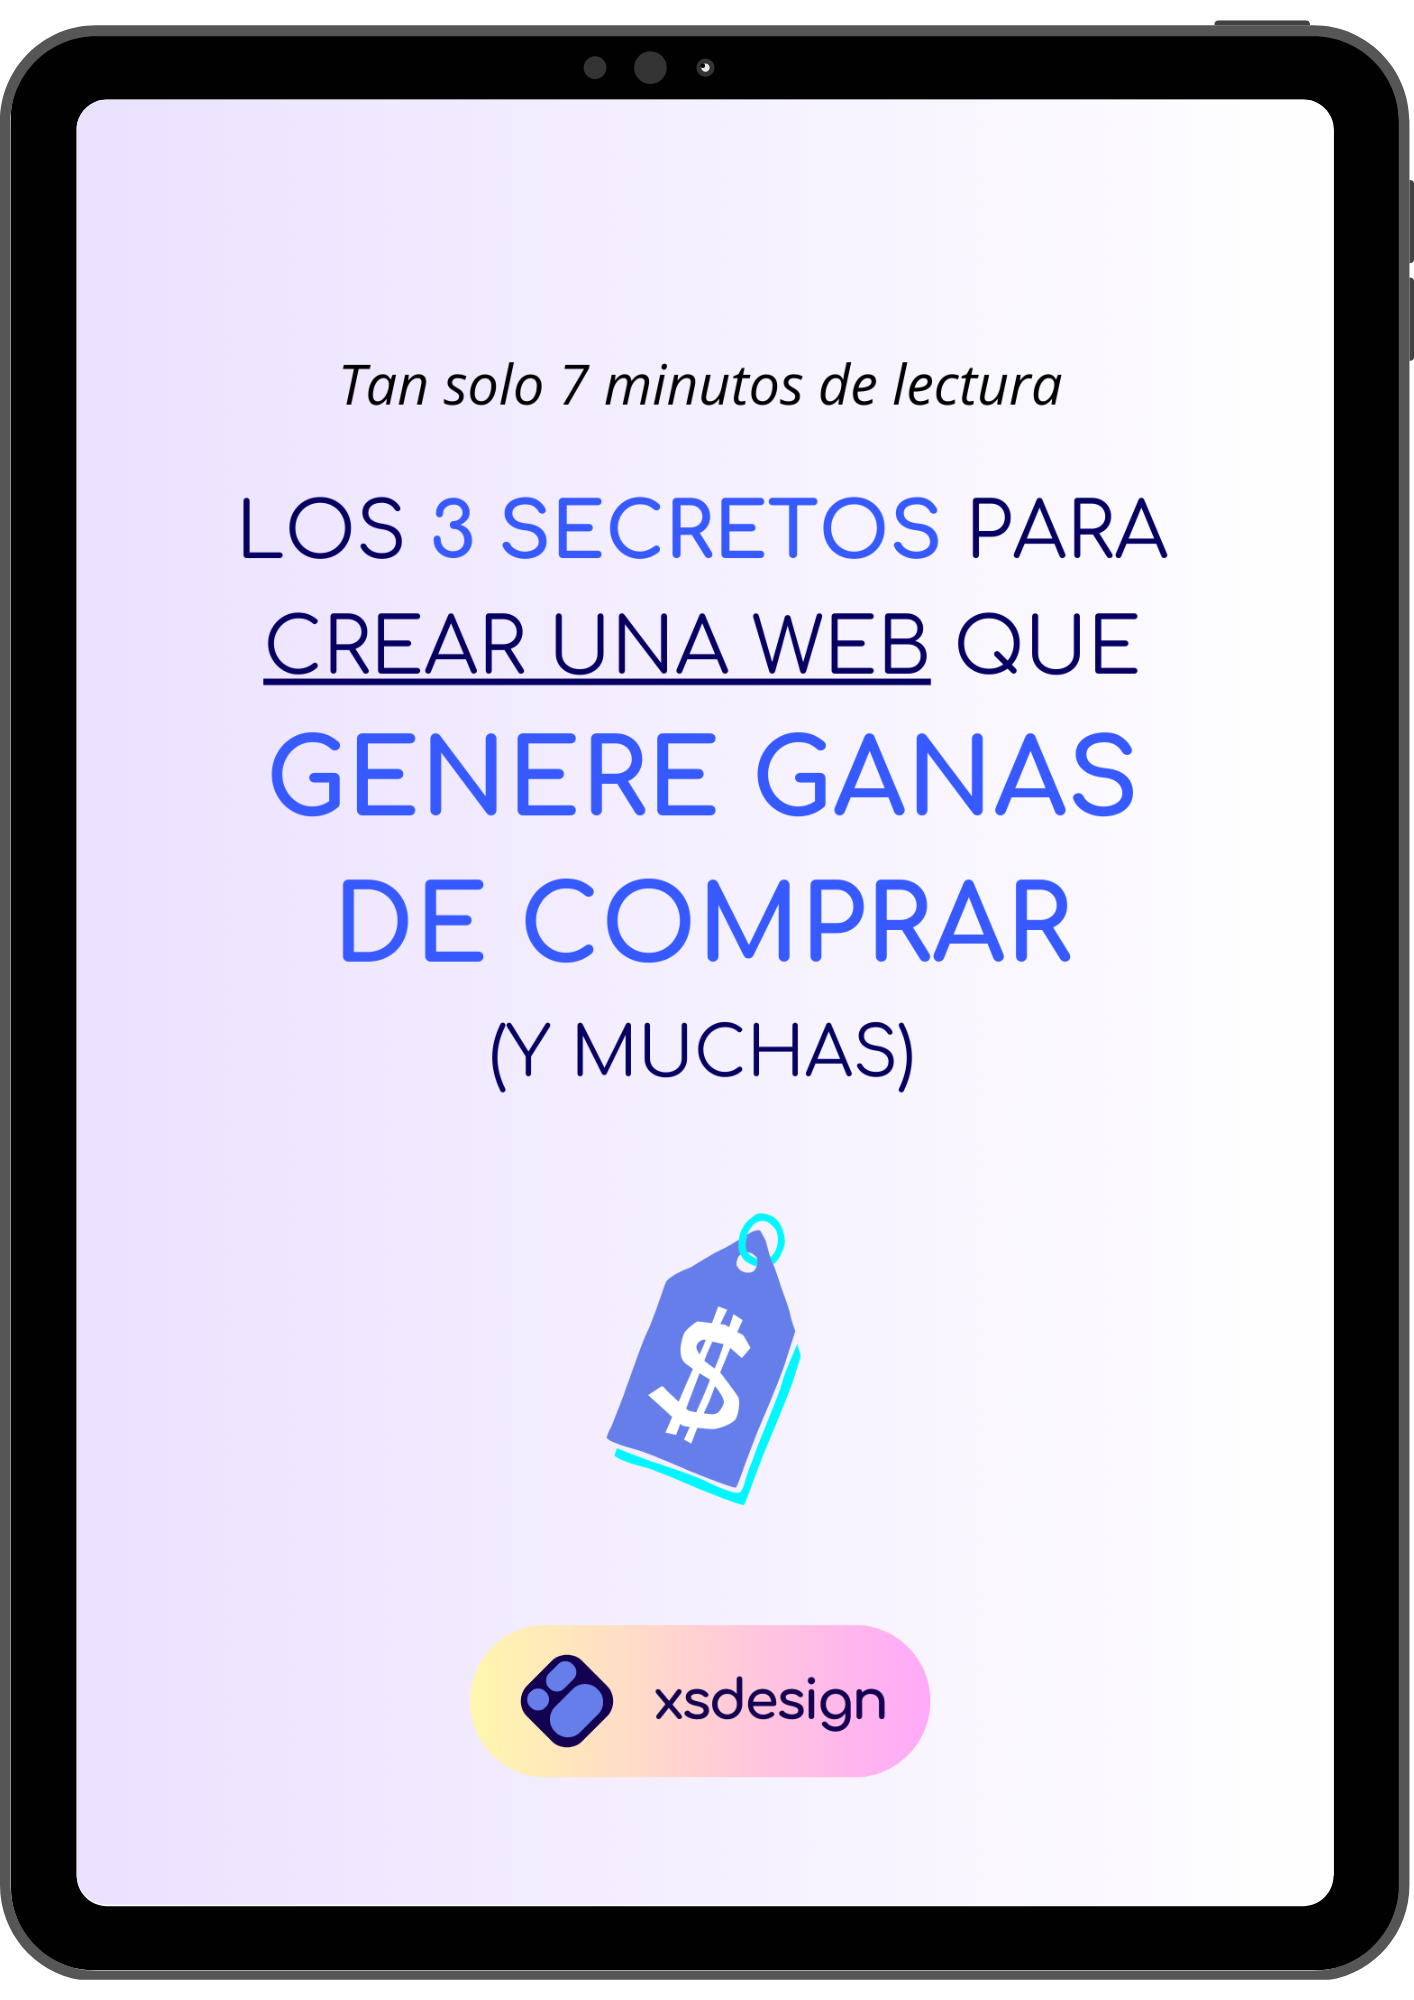 Tan solo 7 minutos de lectura
LOS 3 SECRETOS PARA
CREAR UNA WEB QUE
GENERE GANAS
DE COMPRAR
(Y MUCHAS)
$
xsdesign